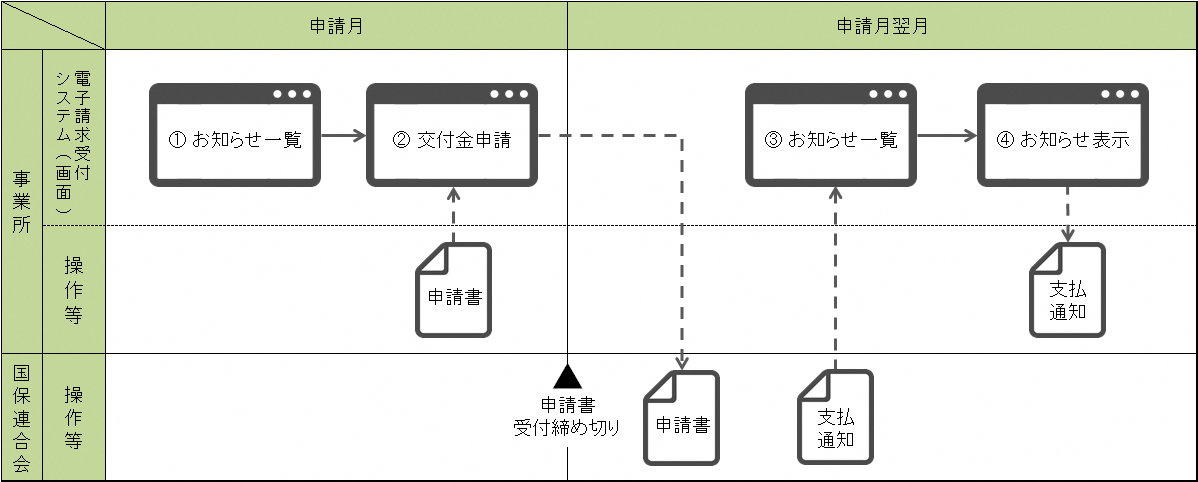 申請月
申請月翌月
事業所
電子請求受付
システム（画面）
① お知らせ一覧
② 交付金申請
③ お知らせ一覧
④ お知らせ表示
操作等
申請書
支払
通知
国保連合会
操作等
申請書
受付締め切り
申請書
支払
通知